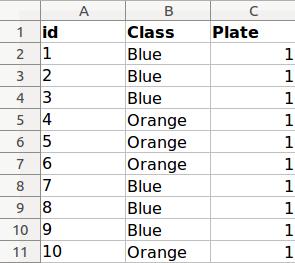 A B C
1 id Class Plate
2 1 Blue 1
3 2 Blue 1
4 3 Blue 1
5 4 Orange 1
6 5 Orange 1
7 6 Orange 1
8 7 Blue 1
9 8 Blue 1
10 9 Blue 1
11 10 Orange 1